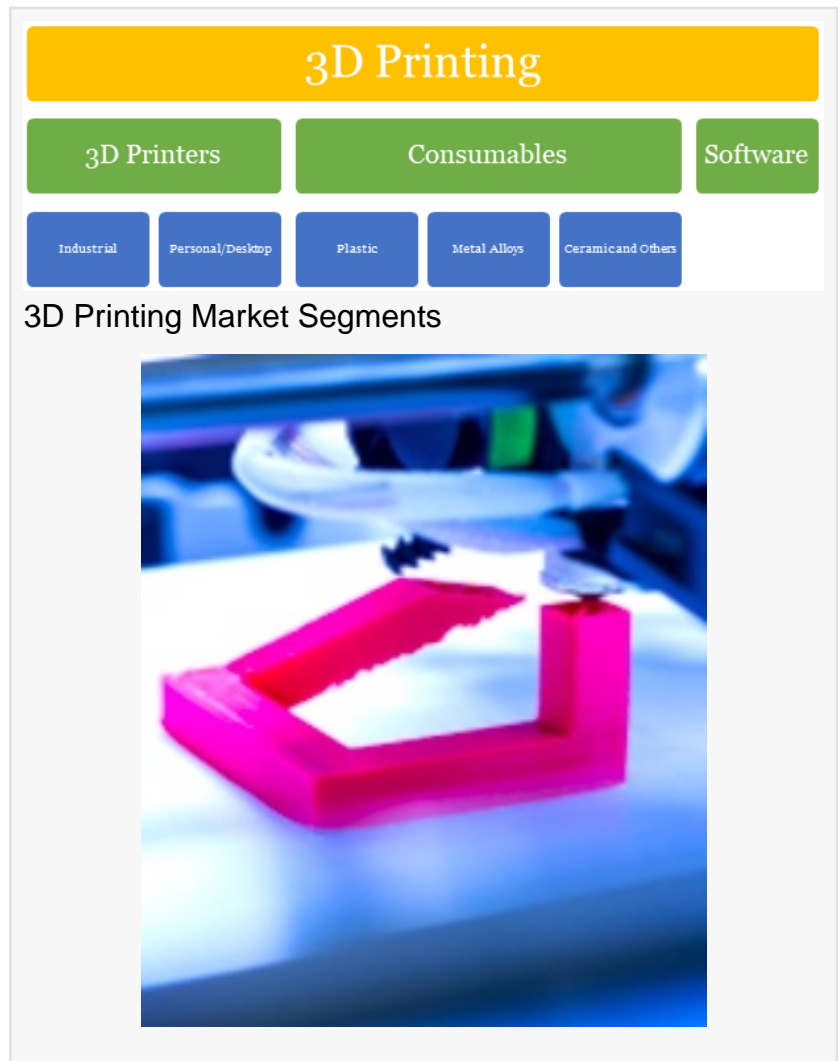 3D Printing
3D Printers Consumables Software
Industrial Personal/Desktop Plastic Metal Alloys Ceramic and Others
3D Printing Market Segments